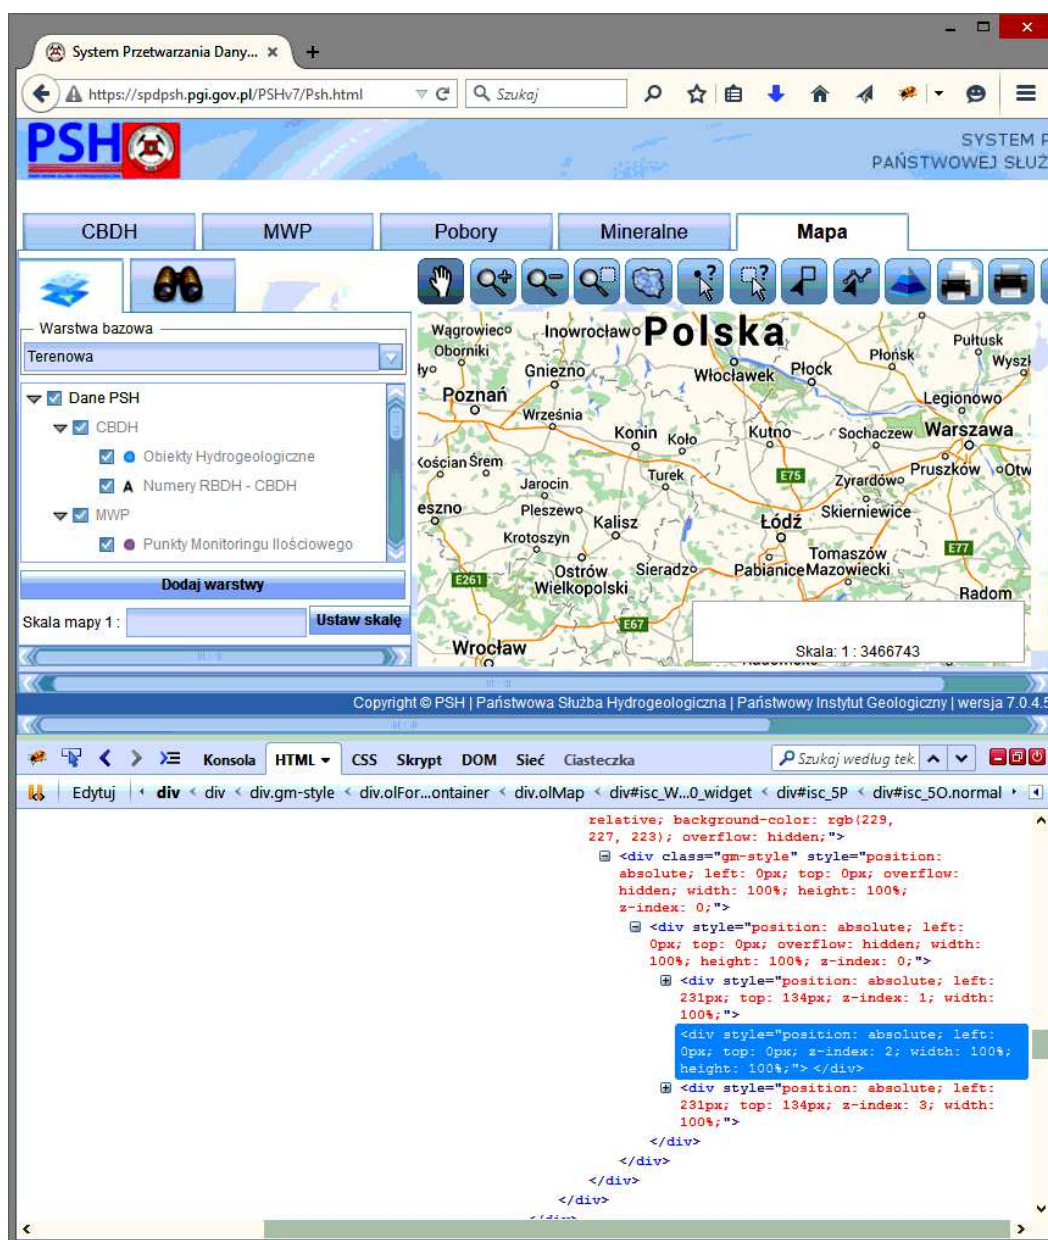 System Przetwarzania Dany...
https://spdpsh.pgi.gov.pl/PSHv7/Psh.html
Szukaj
PSH
SYSTEM P
PAŃSTWOWEJ SŁUŻ
CBDH MWP Pobory Mineralne Mapa
Warstwa bazowa
Terenowa
Dane PSH
CBDH
Obiekty Hydrogeologiczne
A Numery RBDH - CBDH
MWP
Punkty Monitoringu Ilościowego
Dodaj warstwy
Skala mapy 1 :
Ustaw skalę
Polska
Wągrowiec
Inowrocław
Pułtusk
Oborniki
Płońsk
Wysz
Gniezno
Włocławek
Płock
Poznań
Legionowo
Września
Konin
Koło
Kutno
Sochaczew
Warszawa
Kościan
Śrem
Turek
E75
Pruszków
Otw
Jarocin
Żyrardów
eszno
Pleszew
Kalisz
Łódź
Skierniewice
Krotoszyn
E77
Tomaszów
Mazowiecki
E261
Ostrów
Wielkopolski
Sieradz
Pabianice
Radom
E67
Wrocław
Skala: 1 : 3466743
Copyright © PSH | Państwowa Służba Hydrogeologiczna | Państwowy Instytut Geologiczny | wersja 7.0.4.5
Konsola HTML CSS Skrypt DOM Sieć Ciasteczka
Szukaj według tek.
Edytuj div < div < div.gm-style < div.olFor...ontainer < div.olMap < div#isc_W...0_widget < div#isc_5P < div#isc_5O.normal
relative; background-color: rgb(229,
227, 223); overflow: hidden;">
<div class="gm-style" style="position:
absolute; left: 0px; top: 0px; overflow:
hidden; width: 100%; height: 100%;
z-index: 0;">
<div style="position: absolute; left:
0px; top: 0px; overflow: hidden; width:
100%; height: 100%; z-index: 0;">
<div style="position: absolute; left:
231px; top: 134px; z-index: 1; width:
100%;">
<div style="position: absolute; left:
0px; top: 0px; z-index: 2; width: 100%;
height: 100%;"> </div>
<div style="position: absolute; left:
231px; top: 134px; z-index: 3; width:
100%;">
</div>
</div>
</div>
</div>